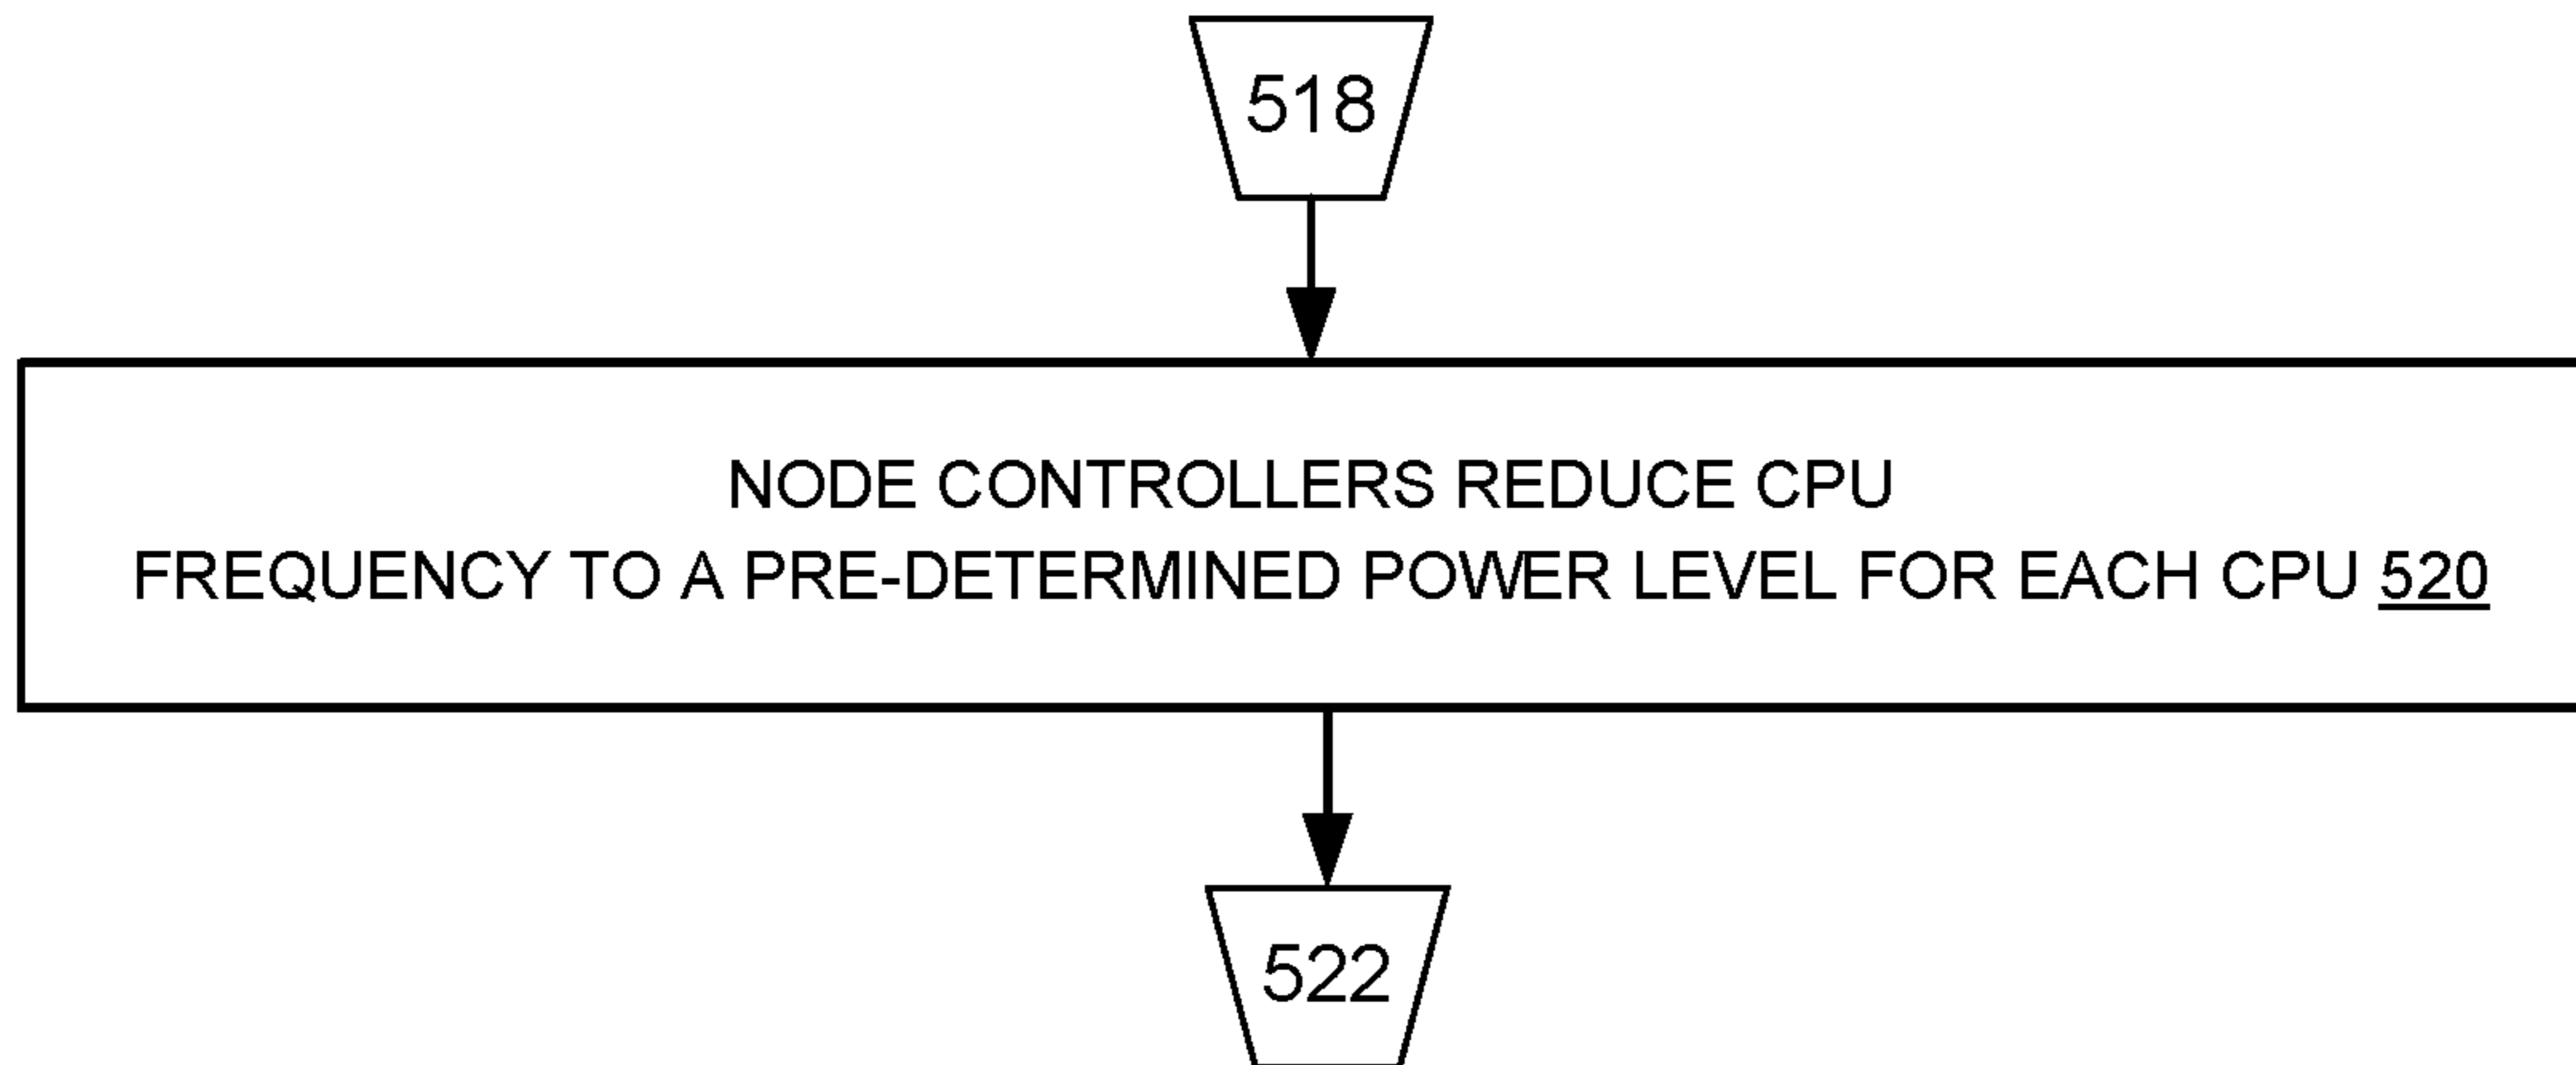 518
NODE CONTROLLERS REDUCE CPU
FREQUENCY TO A PRE-DETERMINED POWER LEVEL FOR EACH CPU 520
522